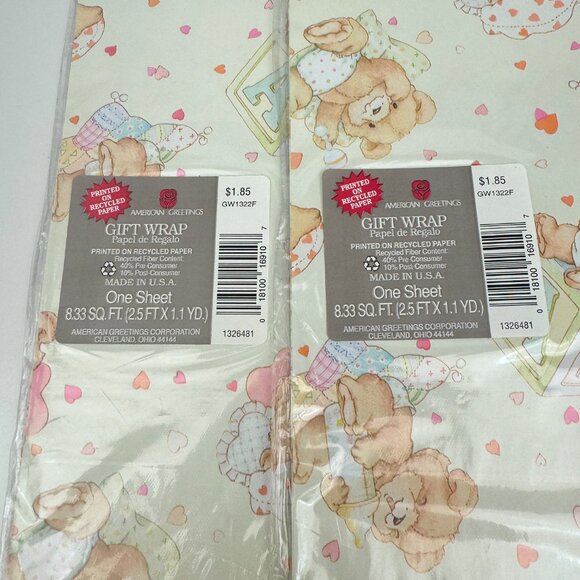 PRINTED
ON
RECYCLED
PAPER
AMERICAN GREETINGS
GIFT WRAP
Papel de Regalo
PRINTED ON RECYCLED PAPER
Recycled Fiber Content:
40% Pre-Consumer
10% Post-Consumer
MADE IN U.S.A.
One Sheet
8.33 SQ. FT. (2.5 FT X 1.1 YD.)
AMERICAN GREETINGS CORPORATION
CLEVELAND, OHIO 44144
$1.85
GW1322F
0 18100 16910 7
1326481
PRINTED
ON
RECYCLED
PAPER
AMERICAN GREETINGS
GIFT WRAP
Papel de Regalo
PRINTED ON RECYCLED PAPER
Recycled Fiber Content:
40% Pre-Consumer
10% Post-Consumer
MADE IN U.S.A.
One Sheet
8.33 SQ. FT. (2.5 FT X 1.1 YD.)
AMERICAN GREETINGS CORPORATION
CLEVELAND, OHIO 44144
$1.85
GW1322F
0 18100 16910 7
1326481